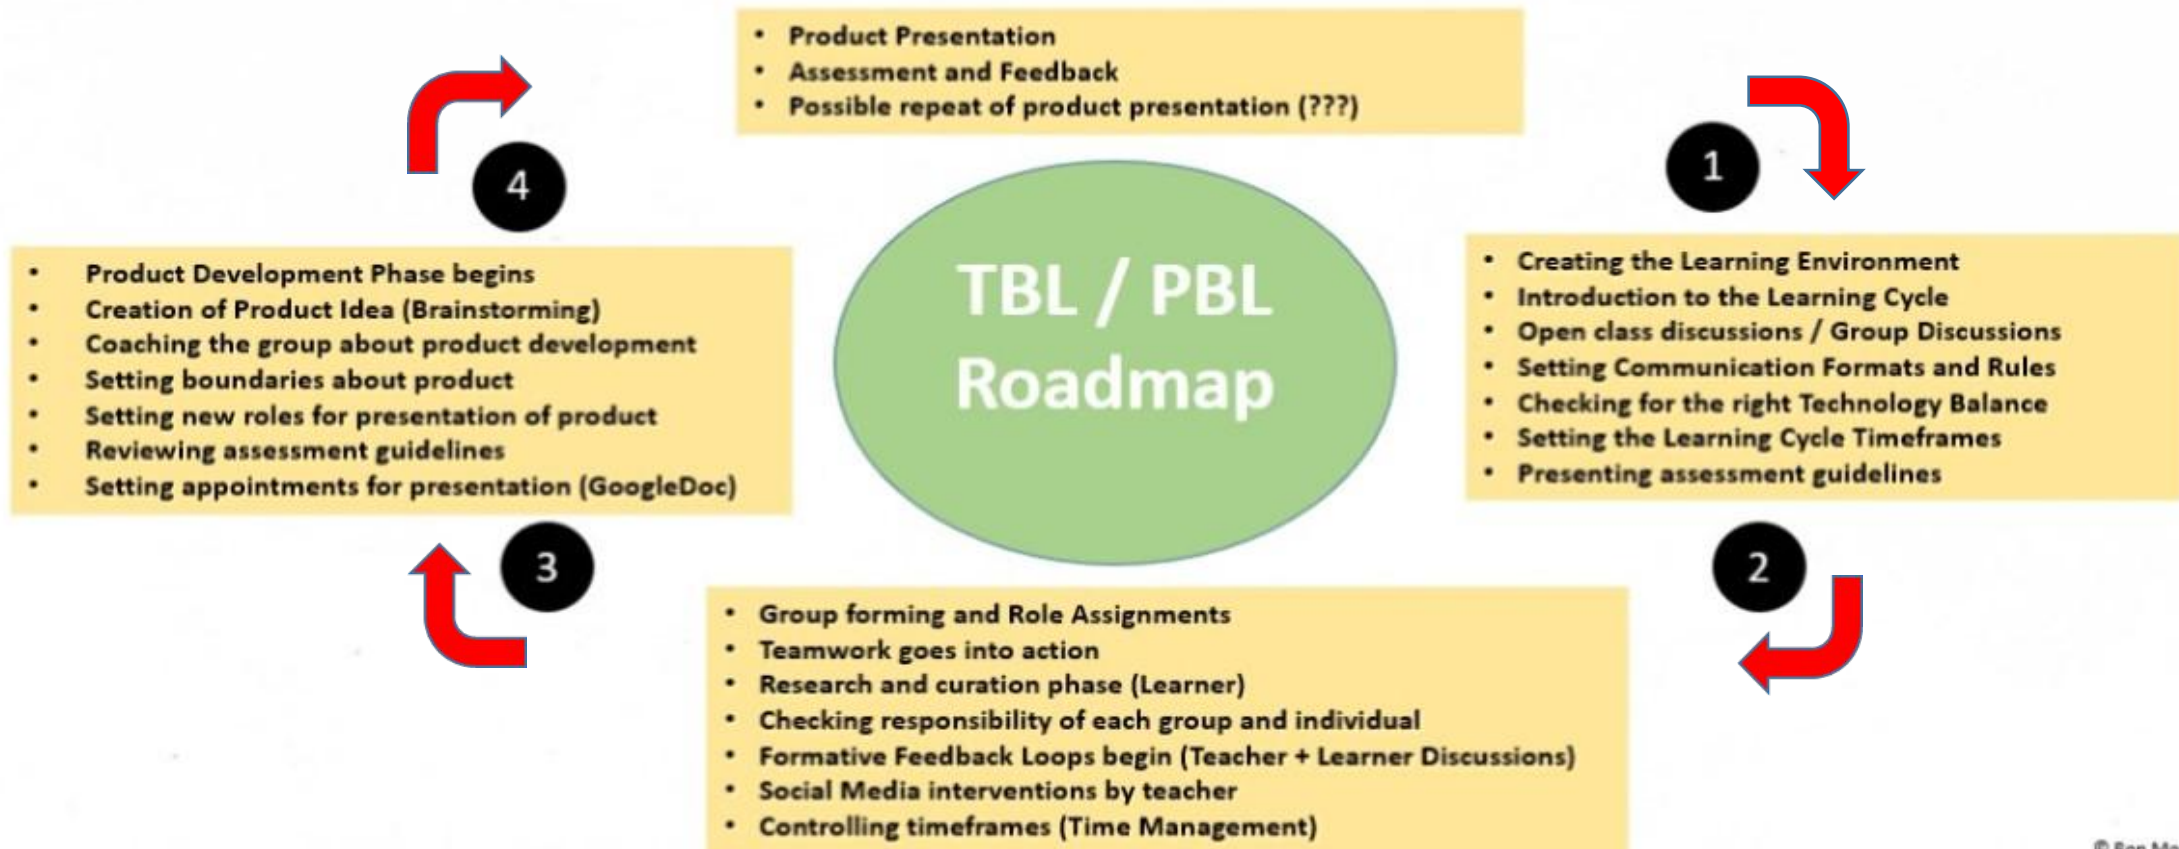 • Product Presentation
• Assessment and Feedback
• Possible repeat of product presentation (???)
1
• Creating the Learning Environment
• Introduction to the Learning Cycle
• Open class discussions / Group Discussions
• Setting Communication Formats and Rules
• Checking for the right Technology Balance
• Setting the Learning Cycle Timeframes
• Presenting assessment guidelines
2
• Group forming and Role Assignments
• Teamwork goes into action
• Research and curation phase (Learner)
• Checking responsibility of each group and individual
• Formative Feedback Loops begin (Teacher + Learner Discussions)
• Social Media interventions by teacher
• Controlling timeframes (Time Management)
3
• Product Development Phase begins
• Creation of Product Idea (Brainstorming)
• Coaching the group about product development
• Setting boundaries about product
• Setting new roles for presentation of product
• Reviewing assessment guidelines
• Setting appointments for presentation (GoogleDoc)
4
TBL / PBL
Roadmap